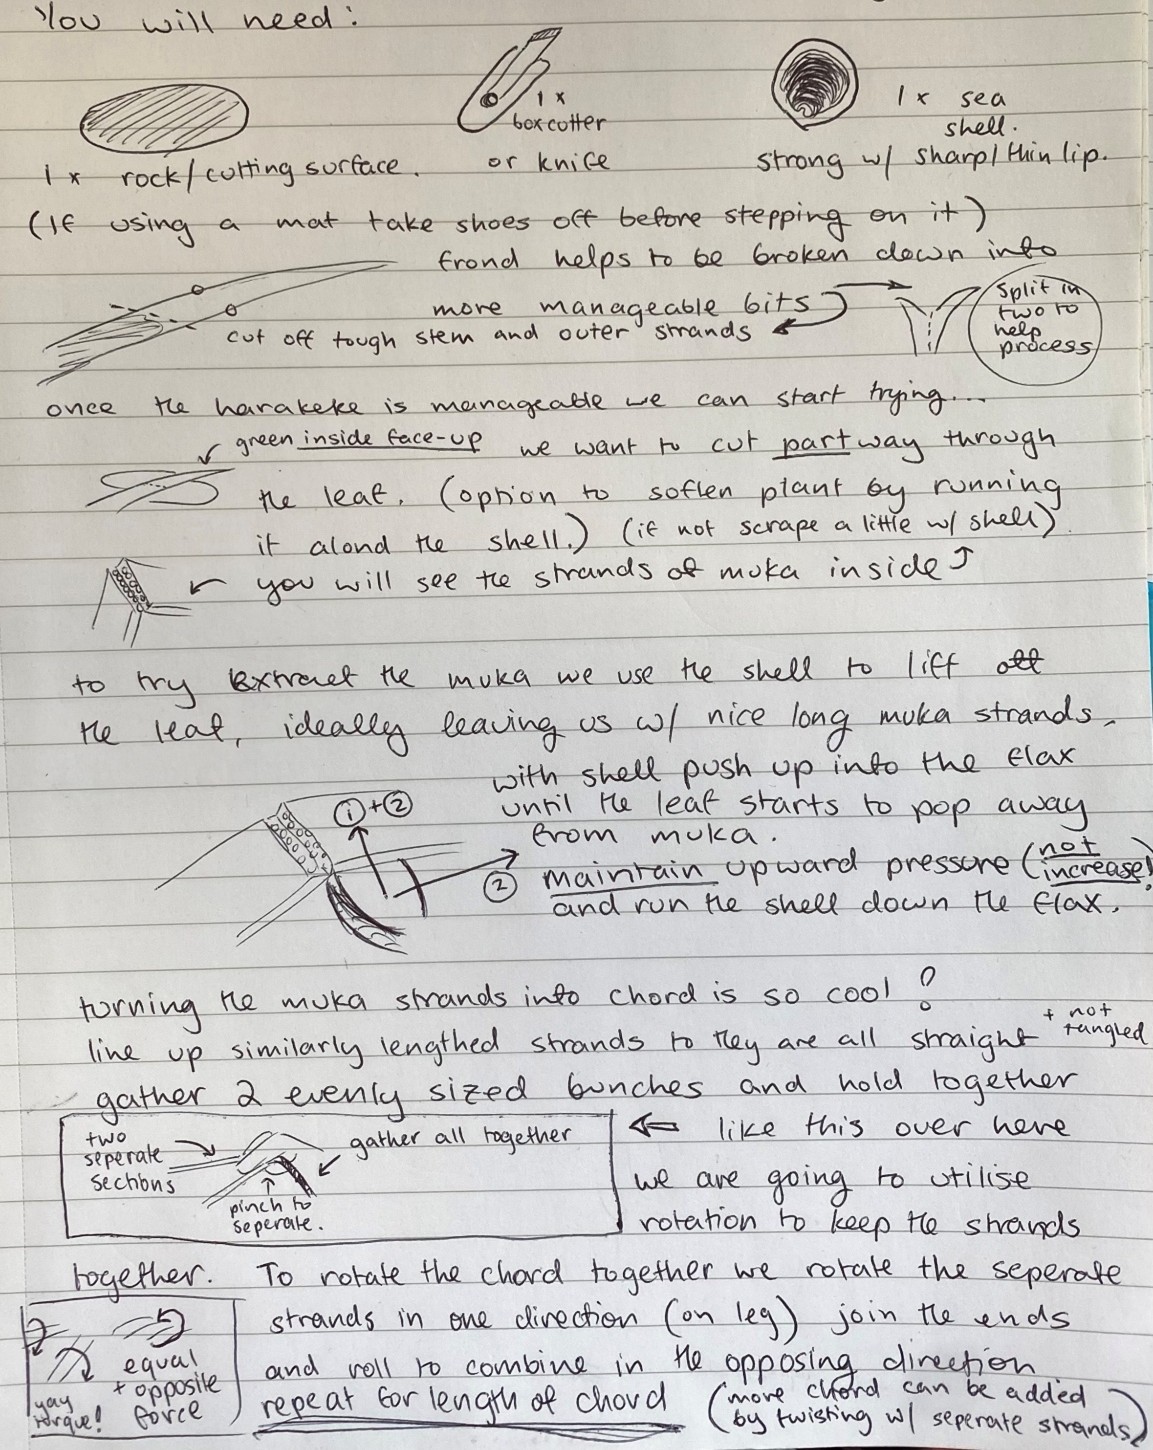 You will need:
1 x rock/cutting surface.
1 x
boxcutter
or knife
1 x sea
shell.
strong w/ sharp/thin lip.
(If using a mat take shoes off before stepping on it)
frond helps to be broken down into
more manageable bits
cut off tough stem and outer strands
Split in
two to
help
process
once the harakeke is manageable we can start trying...
green inside face-up
we want to cut partway through
the leaf. (option to soften plant by running
it alond the shell.) (if not scrape a little w/ shell)
you will see the strands of muka inside
to try extract the muka we use the shell to liff off
the leaf, ideally leaving us w/ nice long muka strands.
with shell push up into the flax
until the leaf starts to pop away
from muka.
① + ②
② maintain upward pressure (not increase!
and run the shell down the flax.
turning the muka strands into chord is so cool!
line up similarly lengthed strands to they are all straight + not tangled
gather 2 evenly sized bunches and hold together
two
seperate
sections
gather all together
pinch to
seperate.
like this over here
we are going to utilise
rotation to keep the strands
together. To rotate the chord together we rotate the seperate
strands in one direction (on leg) join the ends
and roll to combine in the opposing direction
repeat for length of chord (more chord can be added
by twisting w/ seperate strands)
yay
torque!
equal
+ opposite
force